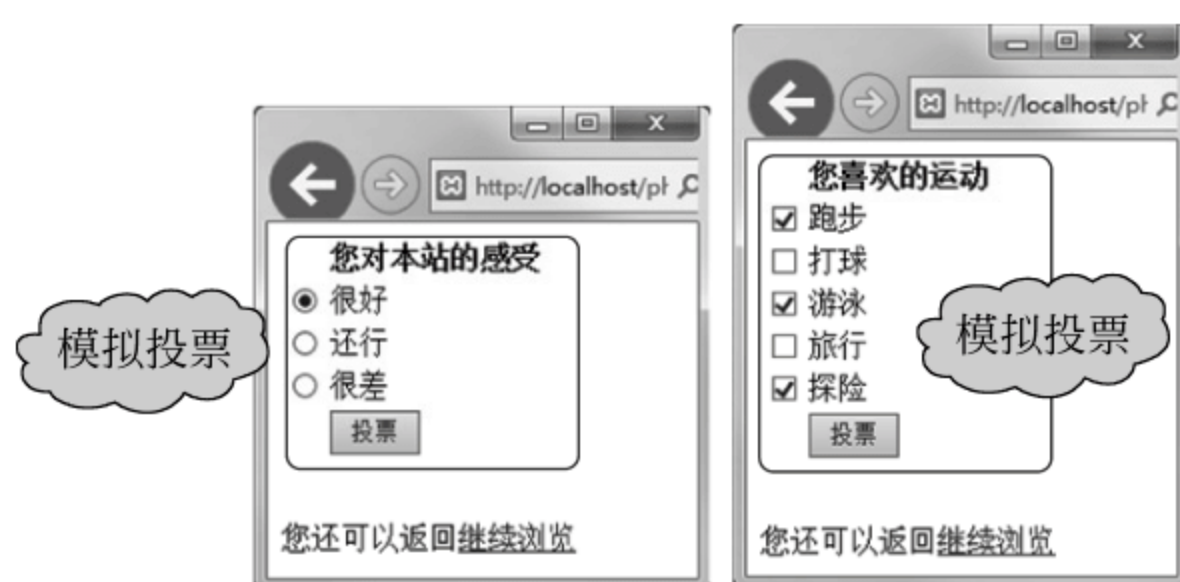 模拟投票
http://localhost/pł
您对本站的感受
很好
还行
很差
投票
您还可以返回继续浏览
http://localhost/pł
您喜欢的运动
跑步
打球
游泳
旅行
探险
投票
模拟投票
您还可以返回继续浏览